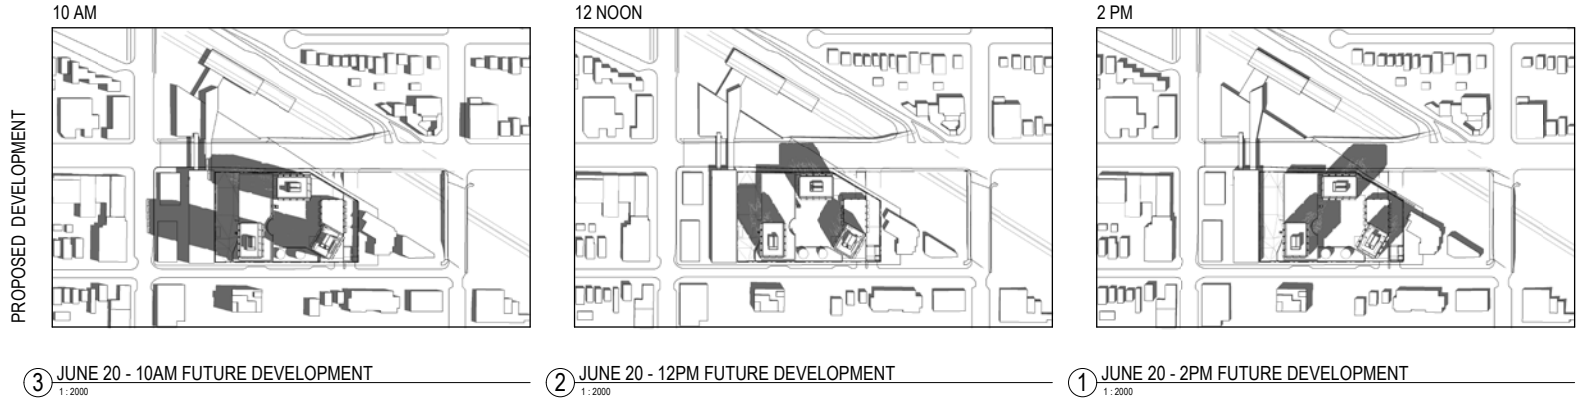 10 AM
12 NOON
2 PM
PROPOSED DEVELOPMENT
3 JUNE 20 - 10AM FUTURE DEVELOPMENT
1 : 2000
2 JUNE 20 - 12PM FUTURE DEVELOPMENT
1 : 2000
1 JUNE 20 - 2PM FUTURE DEVELOPMENT
1 : 2000